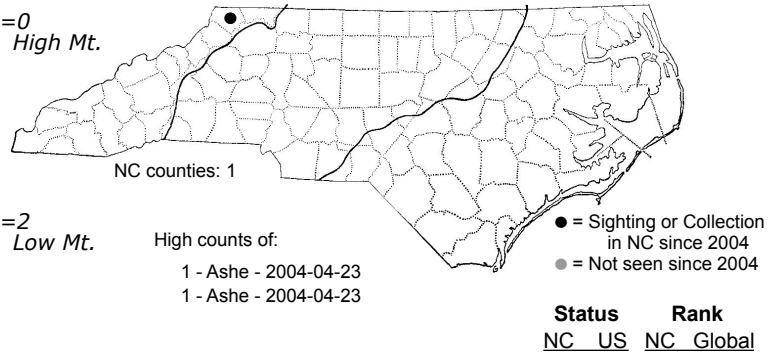 =0
High Mt.
NC counties: 1
=2
Low Mt.
High counts of:
1 - Ashe - 2004-04-23
1 - Ashe - 2004-04-23
● = Sighting or Collection
in NC since 2004
● = Not seen since 2004
Status Rank
NC US NC Global